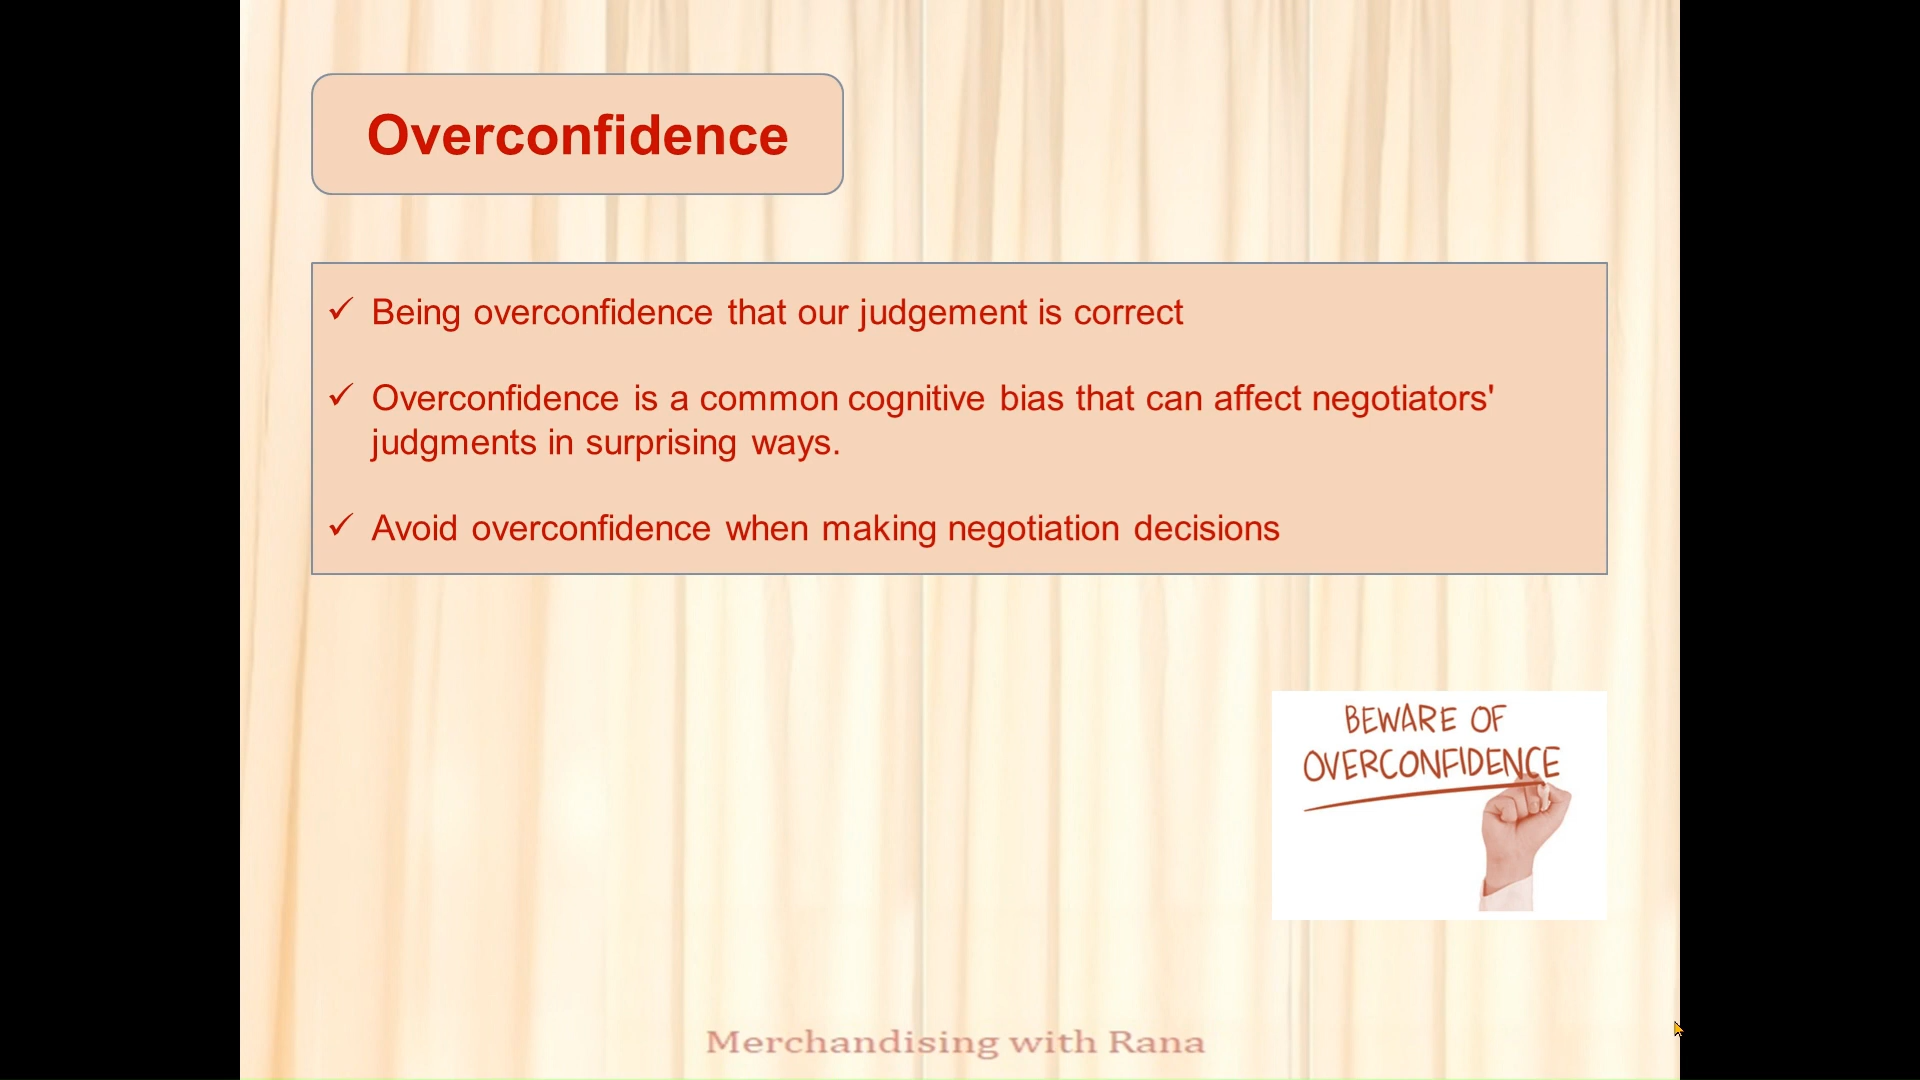 Overconfidence
✓ Being overconfidence that our judgement is correct
✓ Overconfidence is a common cognitive bias that can affect negotiators'
judgments in surprising ways.
✓ Avoid overconfidence when making negotiation decisions
BEWARE OF
OVERCONFIDENCE
Merchandising with Rana